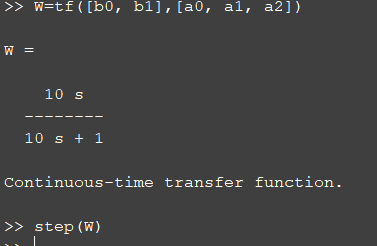 >> W=tf([b0, b1],[a0, a1, a2])
W =
10 s
--------
10 s + 1
Continuous-time transfer function.
>> step(W)
>>